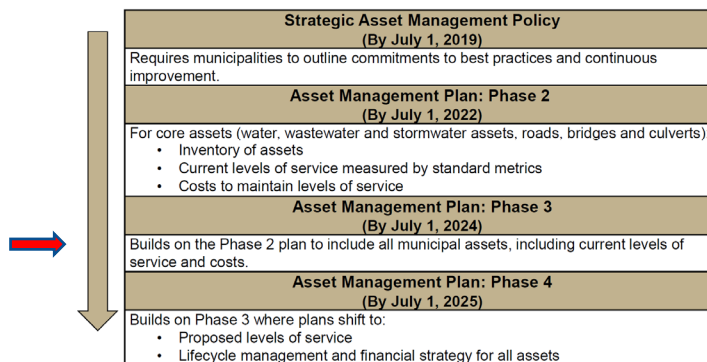 Strategic Asset Management Policy
(By July 1, 2019)
Requires municipalities to outline commitments to best practices and continuous
improvement.
Asset Management Plan: Phase 2
(By July 1, 2022)
For core assets (water, wastewater and stormwater assets, roads, bridges and culverts)
• Inventory of assets
• Current levels of service measured by standard metrics
• Costs to maintain levels of service
Asset Management Plan: Phase 3
(By July 1, 2024)
Builds on the Phase 2 plan to include all municipal assets, including current levels of
service and costs.
Asset Management Plan: Phase 4
(By July 1, 2025)
Builds on Phase 3 where plans shift to:
• Proposed levels of service
• Lifecycle management and financial strategy for all assets